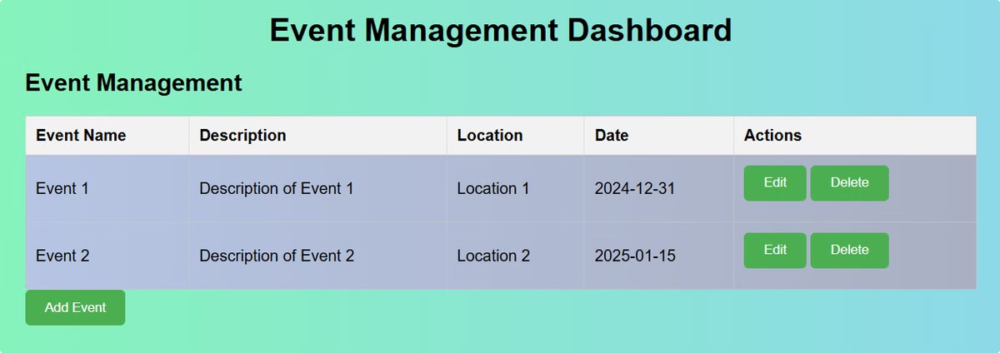 Event Management Dashboard
Event Management
Event Name Description Location Date Actions
Event 1 Description of Event 1 Location 1 2024-12-31 Edit Delete
Event 2 Description of Event 2 Location 2 2025-01-15 Edit Delete
Add Event